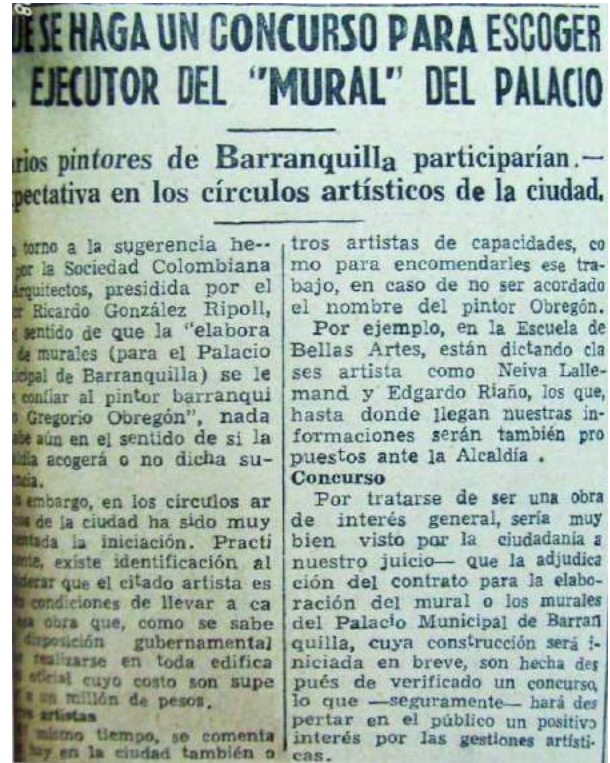 SE HAGA UN CONCURSO PARA ESCOGER
EJECUTOR DEL "MURAL" DEL PALACIO
rios pintores de Barranquilla participarían.—
pectativa en los círculos artísticos de la ciudad.
torno a la sugerencia he--
por la Sociedad Colombiana
Arquitectos, presidida por el
Ricardo González Ripoll,
sentido de que la "elabora
de murales (para el Palacio
cipal de Barranquilla) se le
confiar al pintor barranqui
Gregorio Obregón", nada
abe aún en el sentido de si la
aldía acogerá o no dicha su-
ncia.
embargo, en los círculos ar
de la ciudad ha sido muy
entada la iniciación. Practi
ente, existe identificación al
derar que el citado artista es
condiciones de llevar a ca
obra que, como se sabe
disposición gubernamental
realizarse en toda edifica
oficial cuyo costo son supe
a un millón de pesos.
artistas
mismo tiempo, se comenta
hay en la ciudad también o
tros artistas de capacidades, co
mo para encomendarles ese tra-
bajo, en caso de no ser acordado
el nombre del pintor Obregón.
Por ejemplo, en la Escuela de
Bellas Artes, están dictando cla
ses artista como Neiva Lalle-
mand y Edgardo Riaño, los que,
hasta donde llegan nuestras in-
formaciones serán también pro
puestos ante la Alcaldía .
Concurso
Por tratarse de ser una obra
de interés general, sería muy
bien visto por la ciudadanía a
nuestro juicio— que la adjudica
ción del contrato para la elabo-
ración del mural o los murales
del Palacio Municipal de Barran
quilla, cuya construcción será i-
niciada en breve, son hecha des
pués de verificado un concurso,
lo que —seguramente— hará des
pertar en el público un positivo
interés por las gestiones artísti-
cas.